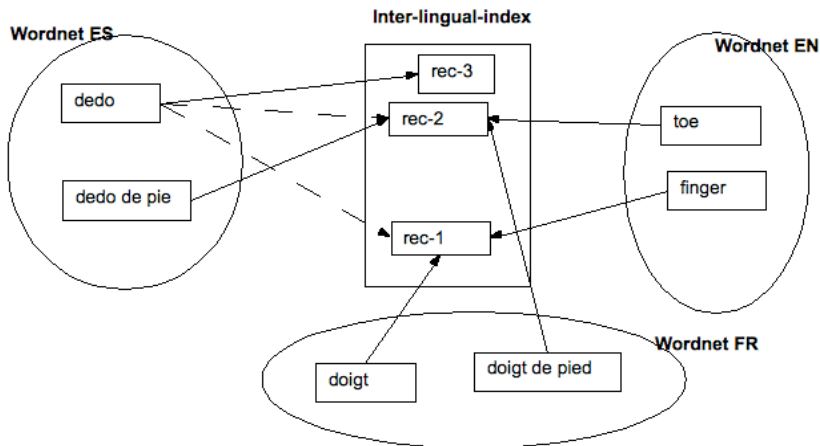 Inter-lingual-index
Wordnet ES
Wordnet EN
rec-3
dedo
rec-2
toe
dedo de pie
finger
rec-1
Wordnet FR
doigt
doigt de pied